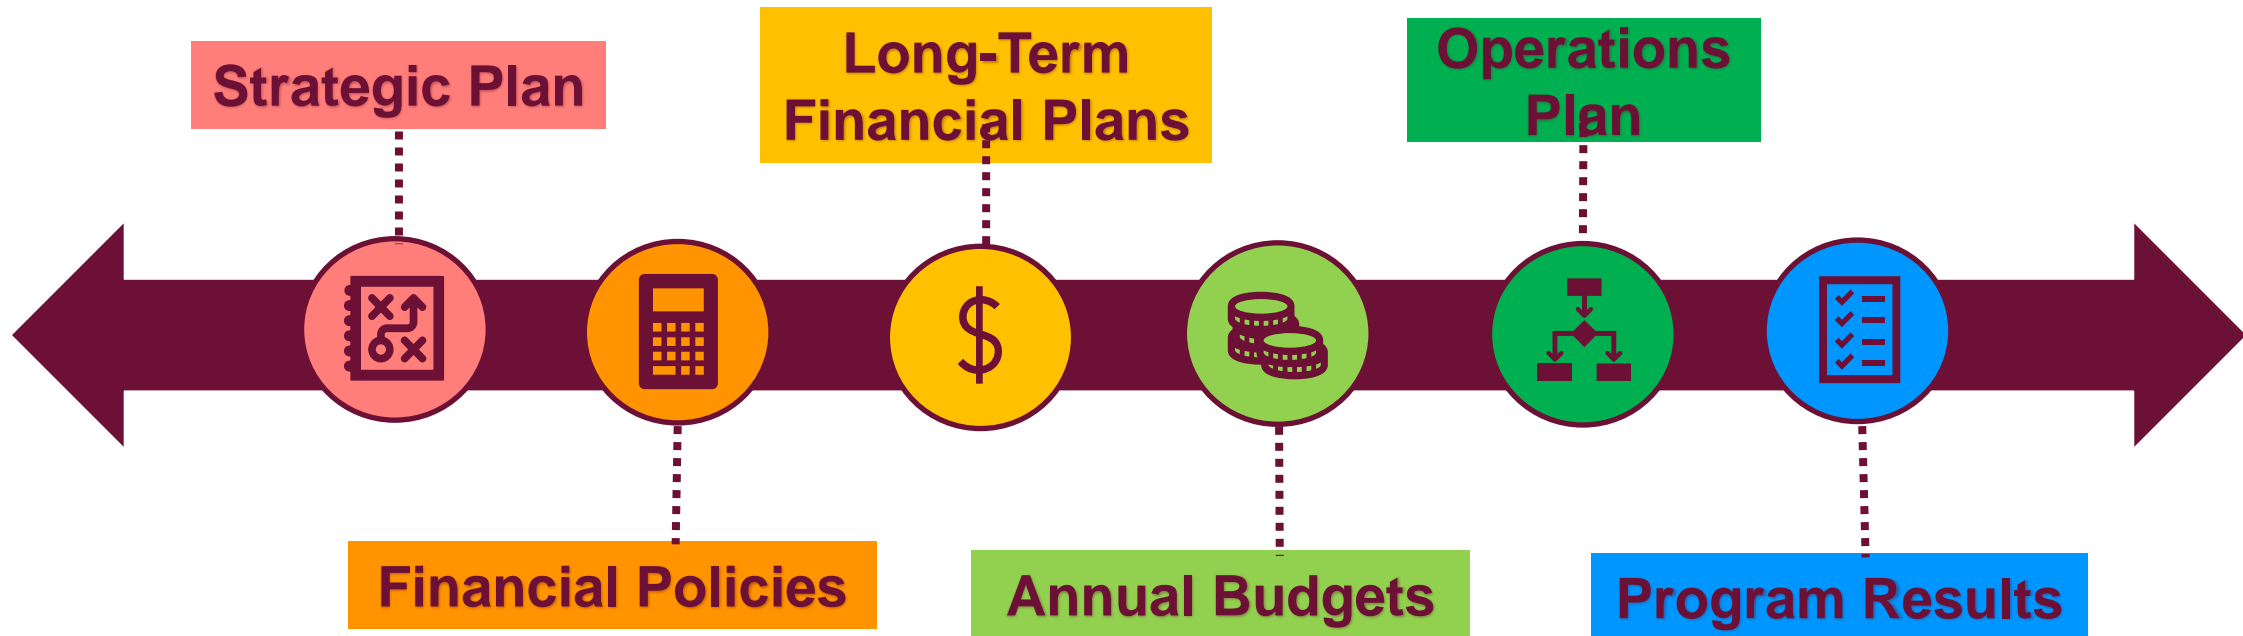 Strategic Plan
Long-Term
Financial Plans
Operations
Plan
Financial Policies
Annual Budgets
Program Results